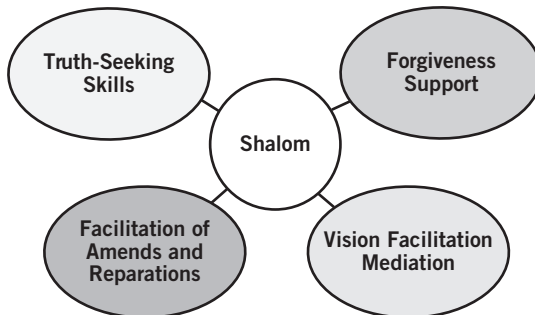 Truth-Seeking
Skills
Forgiveness
Support
Shalom
Facilitation of
Amends and
Reparations
Vision Facilitation
Mediation